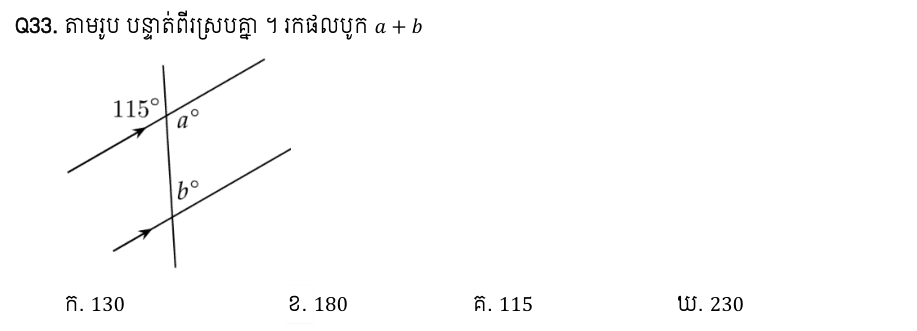 Q33. តាមរូប បន្ទាត់ពីរស្របគ្នា ។ រកផលបូក a + b
115°
a°
b°
ក. 130 ខ. 180 គ. 115 ឃ. 230